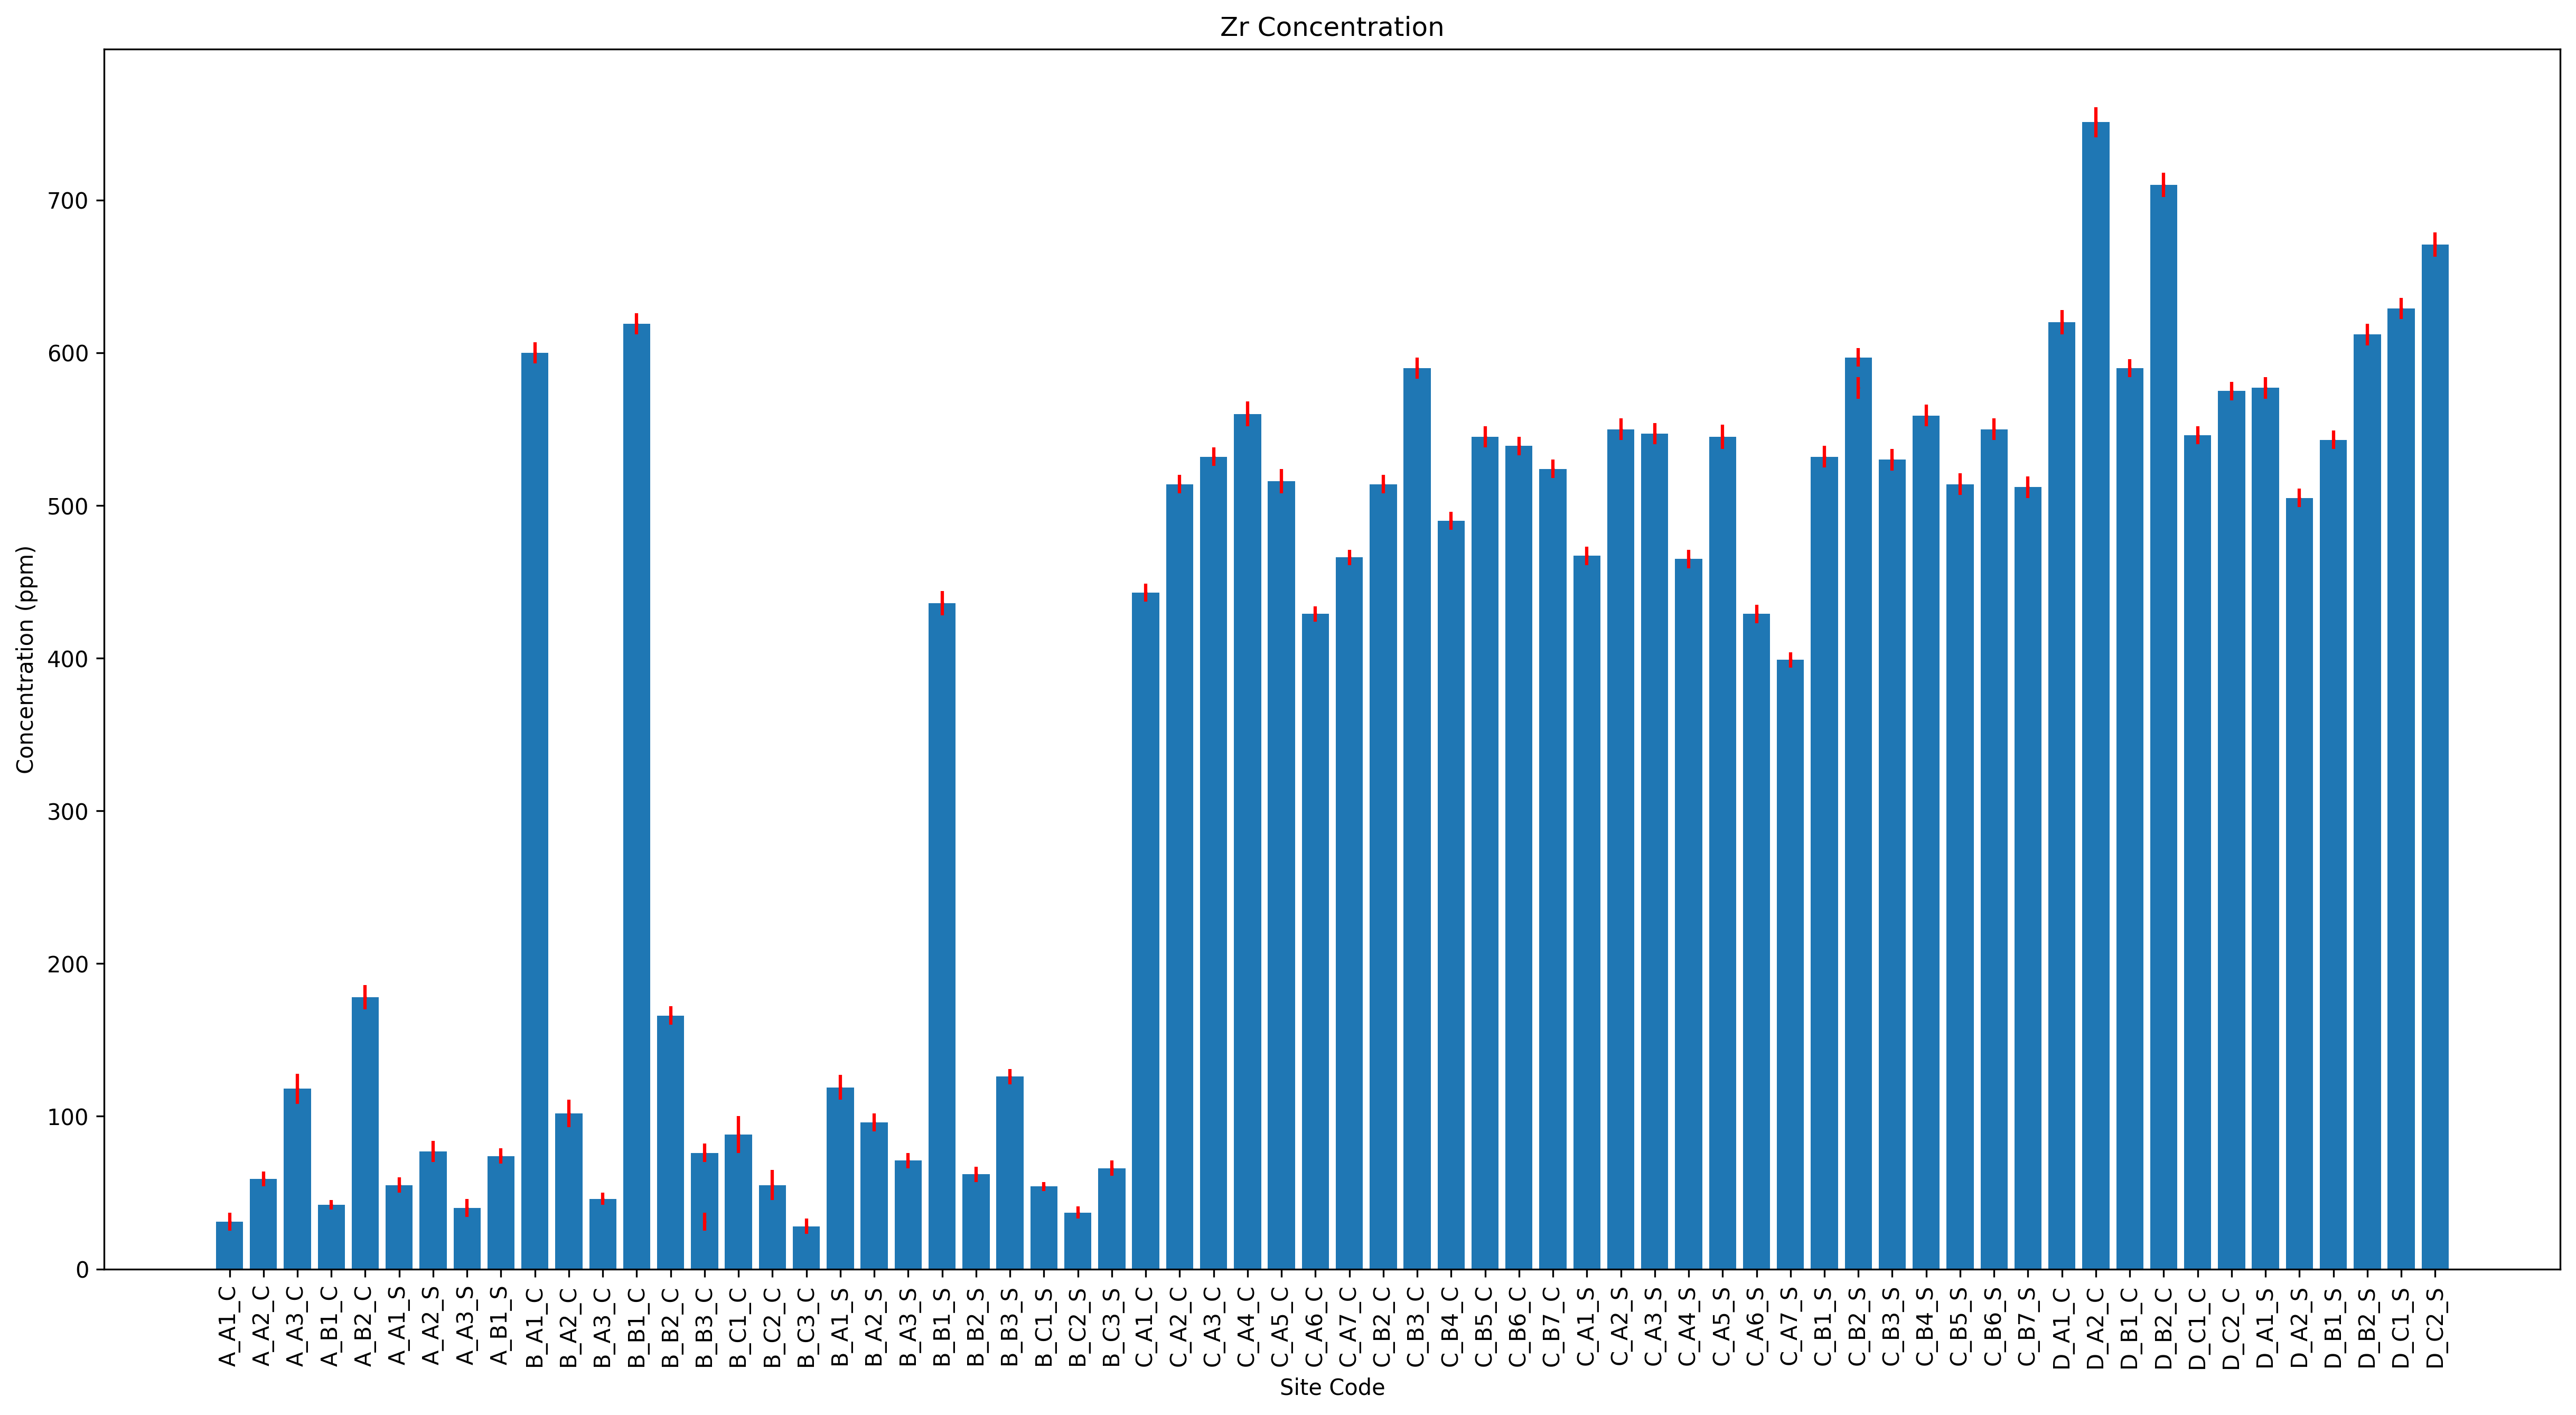 Zr Concentration
Concentration (ppm)
700
600
500
400
300
200
100
0
A_A1_C
A_A2_C
A_A3_C
A_B1_C
A_B2_C
A_A1_S
A_A2_S
A_A3_S
A_B1_S
B_A1_C
B_A2_C
B_A3_C
B_B1_C
B_B2_C
B_B3_C
B_C1_C
B_C2_C
B_C3_C
B_A1_S
B_A2_S
B_A3_S
B_B1_S
B_B2_S
B_B3_S
B_C1_S
B_C2_S
B_C3_S
C_A1_C
C_A2_C
C_A3_C
C_A4_C
C_A5_C
C_A6_C
C_A7_C
C_B2_C
C_B3_C
C_B4_C
C_B5_C
C_B6_C
C_B7_C
C_A1_S
C_A2_S
C_A3_S
C_A4_S
C_A5_S
C_A6_S
C_A7_S
C_B1_S
C_B2_S
C_B3_S
C_B4_S
C_B5_S
C_B6_S
C_B7_S
D_A1_C
D_A2_C
D_B1_C
D_B2_C
D_C1_C
D_C2_C
D_A1_S
D_A2_S
D_B1_S
D_B2_S
D_C1_S
D_C2_S
Site Code